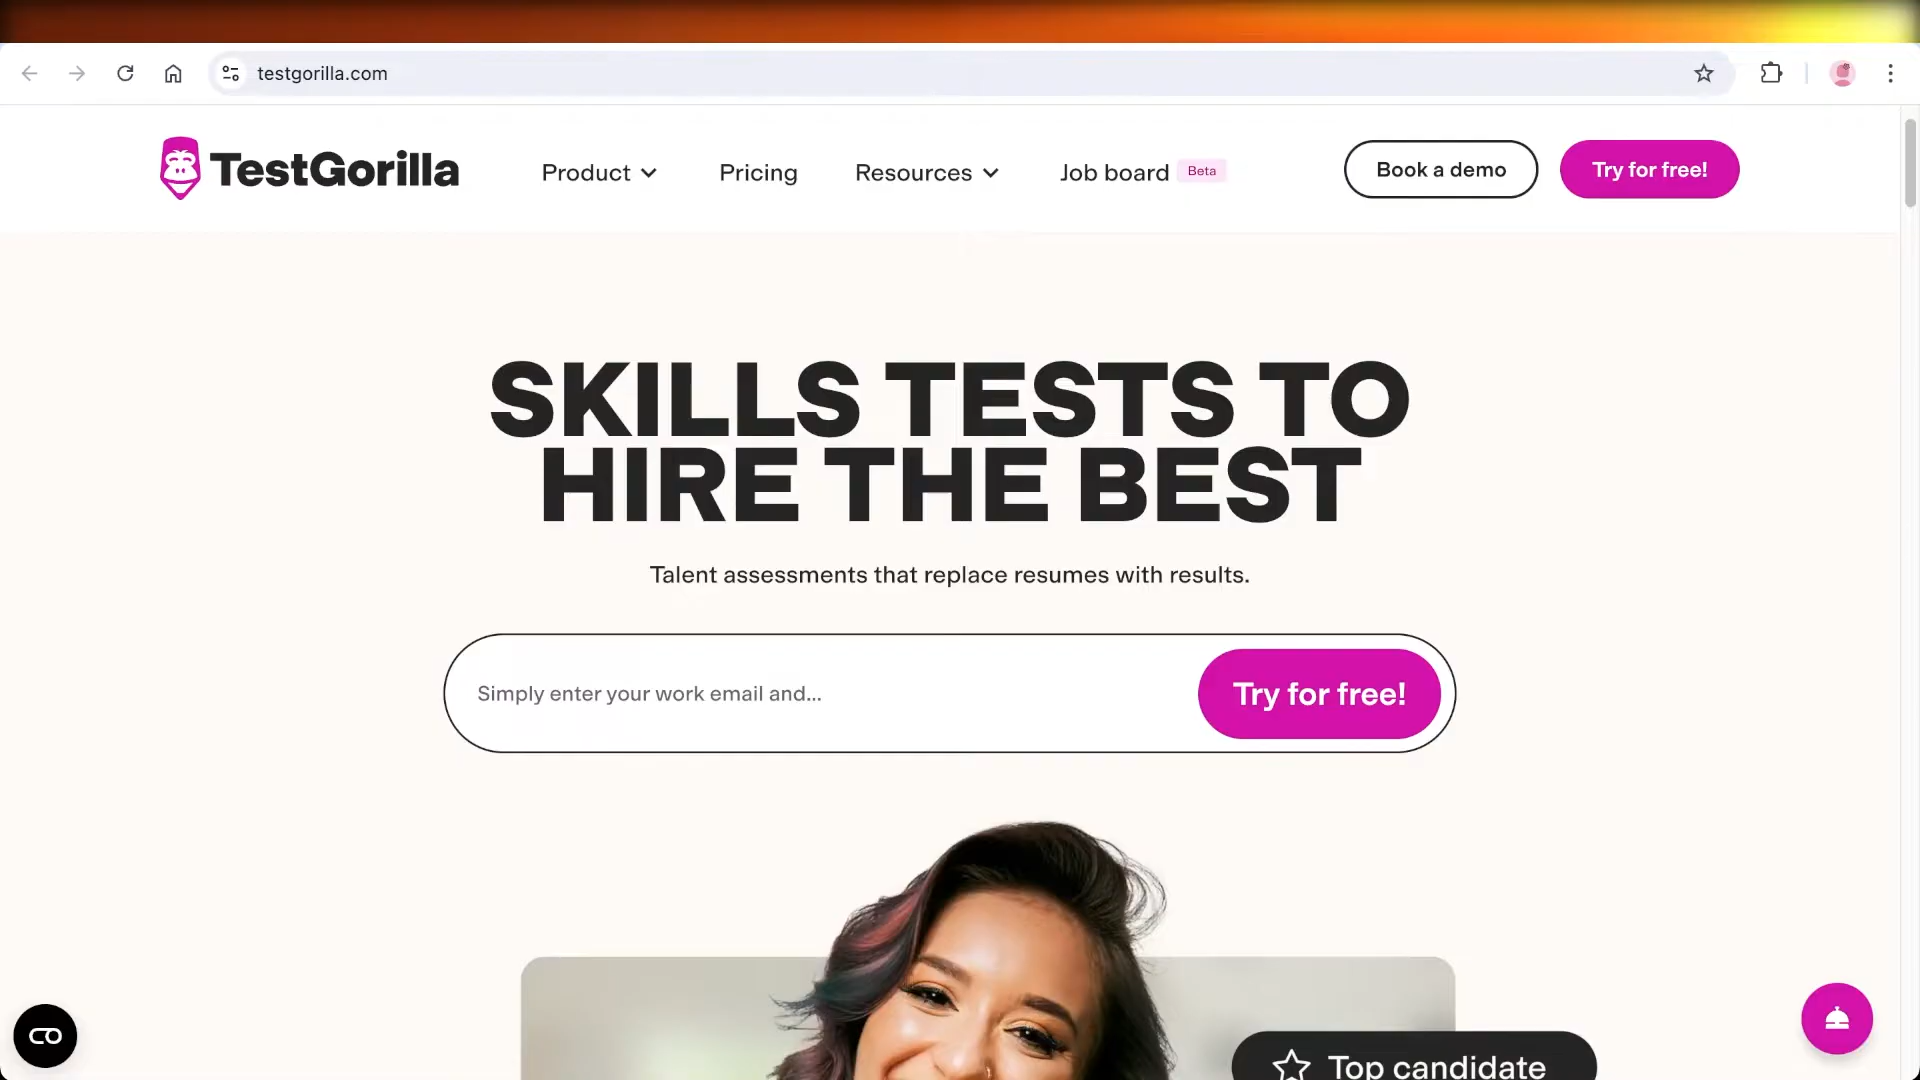 testgorilla.com
TestGorilla
Product
Pricing
Resources
Job board Beta
Book a demo
Try for free!
SKILLS TESTS TO
HIRE THE BEST
Talent assessments that replace resumes with results.
Simply enter your work email and...
Try for free!
Top candidate